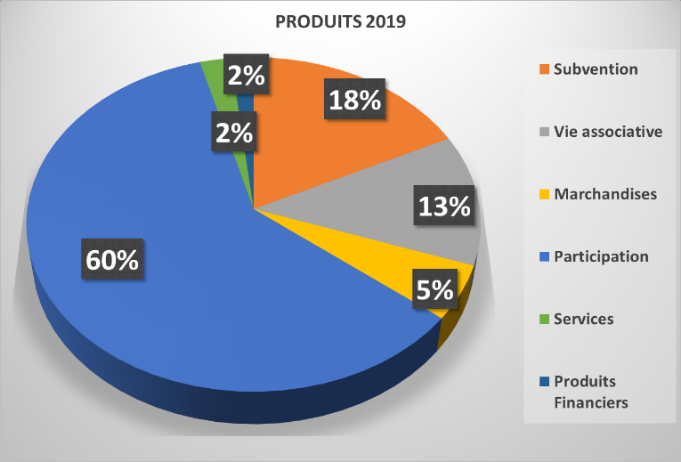 PRODUITS 2019
2%
18%
2%
13%
60%
5%
Subvention
Vie associative
Marchandises
Participation
Services
Produits
Financiers